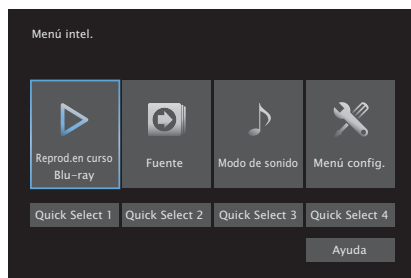 Menú intel.
Reprod.en curso
Blu-ray
Fuente
Modo de sonido
Menú config.
Quick Select 1
Quick Select 2
Quick Select 3
Quick Select 4
Ayuda